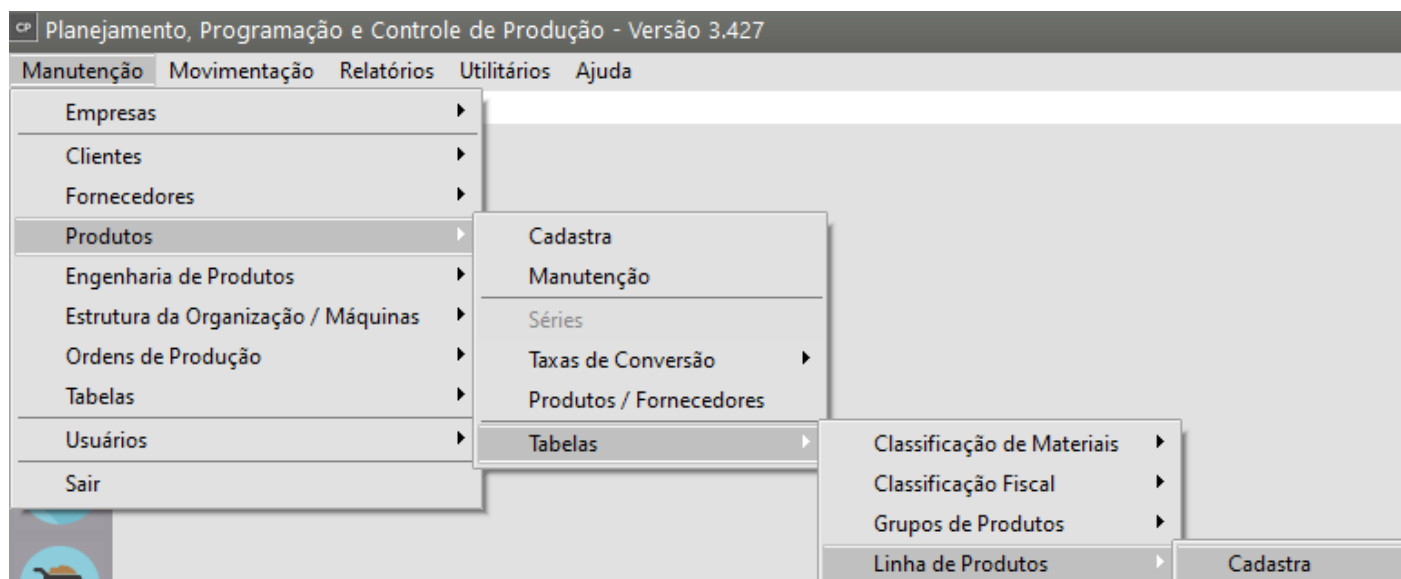 CP Planejamento, Programação e Controle de Produção - Versão 3.427
Manutenção Movimentação Relatórios Utilitários Ajuda
Empresas
Clientes
Fornecedores
Produtos
Engenharia de Produtos
Estrutura da Organização / Máquinas
Ordens de Produção
Tabelas
Usuários
Sair
Cadastra
Manutenção
Séries
Taxas de Conversão
Produtos / Fornecedores
Tabelas
Classificação de Materiais
Classificação Fiscal
Grupos de Produtos
Linha de Produtos
Cadastra